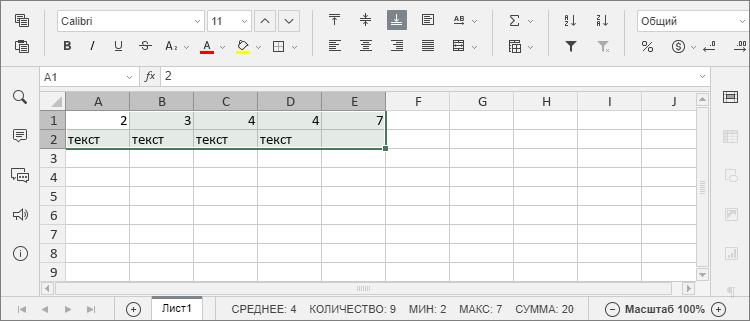 Calibri 11 Общий
A1 fx 2
A B C D E F G H I J
1 2 3 4 4 7
2 текст текст текст текст
3
4
5
6
7
8
9
Лист1 СРЕДНЕЕ: 4 КОЛИЧЕСТВО: 9 МИН: 2 МАКС: 7 СУММА: 20 Масштаб 100%